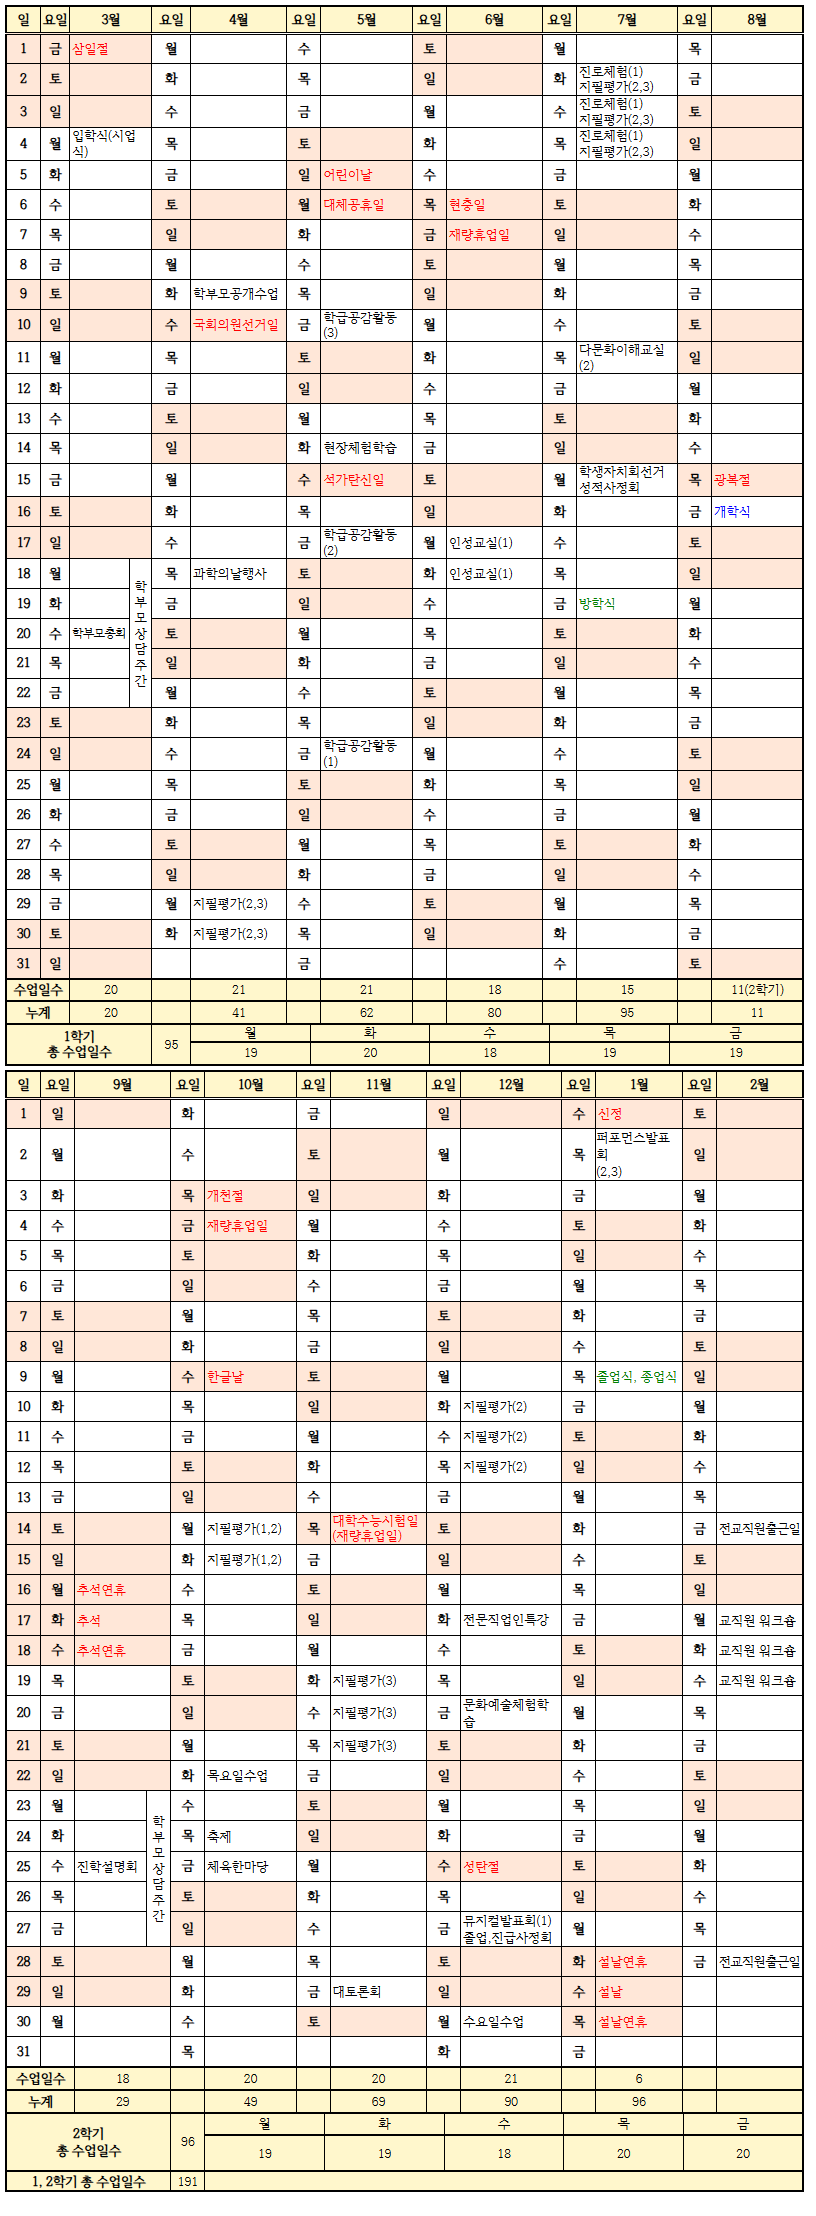 일 요일 3월 요일 4월 요일 5월 요일 6월 요일 7월 요일 8월
1 금 삼일절 월 수 토 월 목
2 토 화 목 일 화 진로체험(1) 금
지필평가(2,3)
3 일 수 금 월 수 진로체험(1) 토
지필평가(2,3)
4 월 입학식(시업 목 토 화 목 진로체험(1) 일
식) 지필평가(2,3)
5 화 금 일 어린이날 수 금 월
6 수 토 월 대체공휴일 목 현충일 토 화
7 목 일 화 금 재량휴업일 일 수
8 금 월 수 토 월 목
9 토 화 학부모공개수업 목 일 화 금
10 일 수 국회의원선거일 금 학급공감활동 월 수 토
(3)
11 월 목 토 화 목 다문화이해교실 일
(2)
12 화 금 일 수 금 월
13 수 토 월 목 토 화
14 목 일 화 현장체험학습 금 일 수
15 금 월 수 석가탄신일 토 월 학생자치회선거 목 광복절
성적사정회
16 토 화 목 일 화 금 개학식
17 일 수 금 학급공감활동 월 인성교실(1) 수 토
(2)
18 월 학부모상담주간 목 과학의날행사 토 화 인성교실(1) 목 일
19 화 금 일 수 금 방학식 월
20 수 학부모총회 토 월 목 토 화
21 목 일 화 금 일 수
22 금 월 수 토 월 목
23 토 화 목 일 화 금
24 일 수 금 학급공감활동 월 수 토
(1)
25 월 목 토 화 목 일
26 화 금 일 수 금 월
27 수 토 월 목 토 화
28 목 일 화 금 일 수
29 금 월 지필평가(2,3) 수 토 월 목
30 토 화 지필평가(2,3) 목 일 화 금
31 일 금 수 토
수업일수 20 21 21 18 15 11(2학기)
누계 20 41 62 80 95 11
1학기 95 월 화 수 목 금
총 수업일수 19 20 18 19 19
일 요일 9월 요일 10월 요일 11월 요일 12월 요일 1월 요일 2월
1 일 화 금 일 수 신정 토
2 월 수 토 월 목 퍼포먼스발표 일
회
(2,3)
3 화 목 개천절 일 화 금 월
4 수 금 재량휴업일 월 수 토 화
5 목 토 화 목 일 수
6 금 일 수 금 월 목
7 토 월 목 토 화 금
8 일 화 금 일 수 토
9 월 수 한글날 토 월 목 졸업식, 종업식 일
10 화 목 일 화 지필평가(2) 금 월
11 수 금 월 수 지필평가(2) 토 화
12 목 토 화 목 지필평가(2) 일 수
13 금 일 수 금 월 목
14 토 월 지필평가(1,2) 목 대학수능시험일 토 화 금 전교직원출근일
(재량휴업일)
15 일 화 지필평가(1,2) 금 일 수 토
16 월 추석연휴 수 토 월 목 일
17 화 추석 목 일 화 전문직업인특강 금 월 교직원 워크숍
18 수 추석연휴 금 월 수 토 화 교직원 워크숍
19 목 토 화 지필평가(3) 목 일 수 교직원 워크숍
20 금 일 수 지필평가(3) 금 문화예술체험학 월 목
습
21 토 월 목 지필평가(3) 토 화 금
22 일 화 목요일수업 금 일 수 토
23 월 학부모상담주간 수 토 월 목 일
24 화 목 축제 일 화 금 월
25 수 진학설명회 금 체육한마당 월 수 성탄절 토 화
26 목 토 화 목 일 수
27 금 일 수 금 뮤지컬발표회(1) 월 목
졸업,진급사정회
28 토 월 목 토 화 설날연휴 금 전교직원출근일
29 일 화 금 대토론회 일 수 설날
30 월 수 토 월 수요일수업 목 설날연휴
31 목 화 금
수업일수 18 20 20 21 6
누계 29 49 69 90 96
2학기 96 월 화 수 목 금
총 수업일수 19 19 18 20 20
1, 2학기 총 수업일수 191